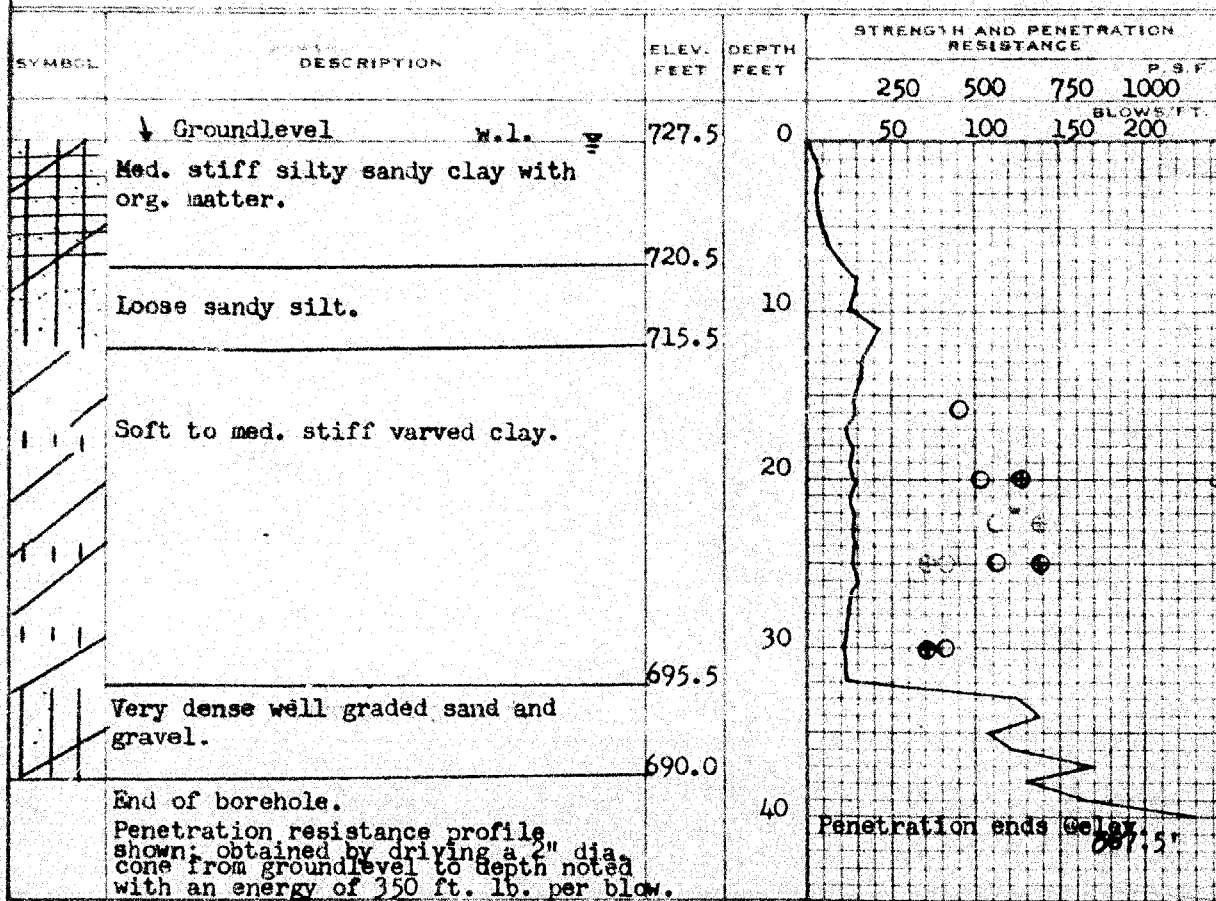 SYMBOL
DESCRIPTION
ELEV. FEET
DEPTH FEET
STRENGTH AND PENETRATION RESISTANCE
P.S.F.
250 500 750 1000
BLOWS/FT.
50 100 150 200
Groundlevel w.l. 727.5 0
Med. stiff silty sandy clay with
org. matter.
720.5
Loose sandy silt.
10
715.5
Soft to med. stiff varved clay.
20
30
695.5
Very dense well graded sand and
gravel.
690.0
End of borehole.
40
Penetration resistance profile
shown; obtained by driving a 2" dia.
cone from groundlevel to depth noted
with an energy of 350 ft. lb. per blow.
Penetration ends @elev.